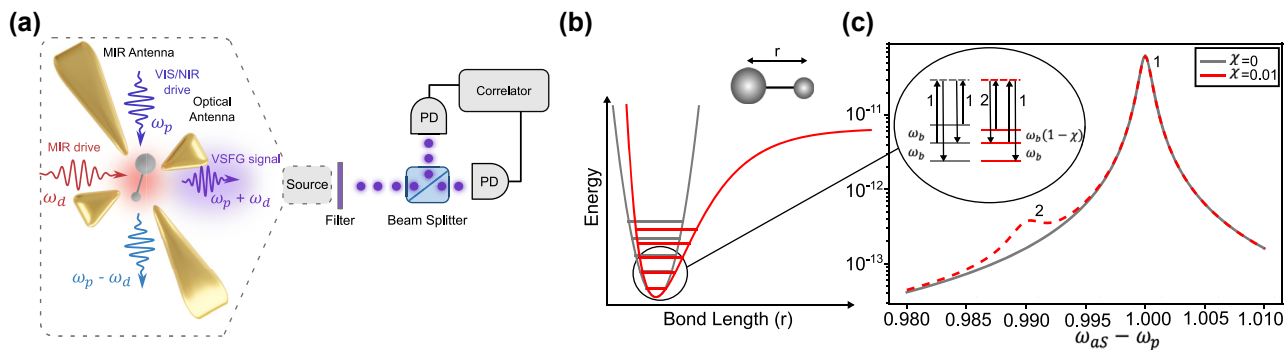 (a)
MIR Antenna
VIS/NIR
drive
ω_p
Optical
Antenna
MIR drive
ω_d
VSFG signal
ω_p + ω_d
ω_p - ω_d
Source
Filter
Beam Splitter
PD
PD
Correlator
(b)
r
Energy
Bond Length (r)
(c)
χ=0
χ=0.01
1
2
1 1 2 1
ω_b
ω_b
ω_b(1 - χ)
ω_b
10^-11
10^-12
10^-13
0.980 0.985 0.990 0.995 1.000 1.005 1.010
ω_aS - ω_p